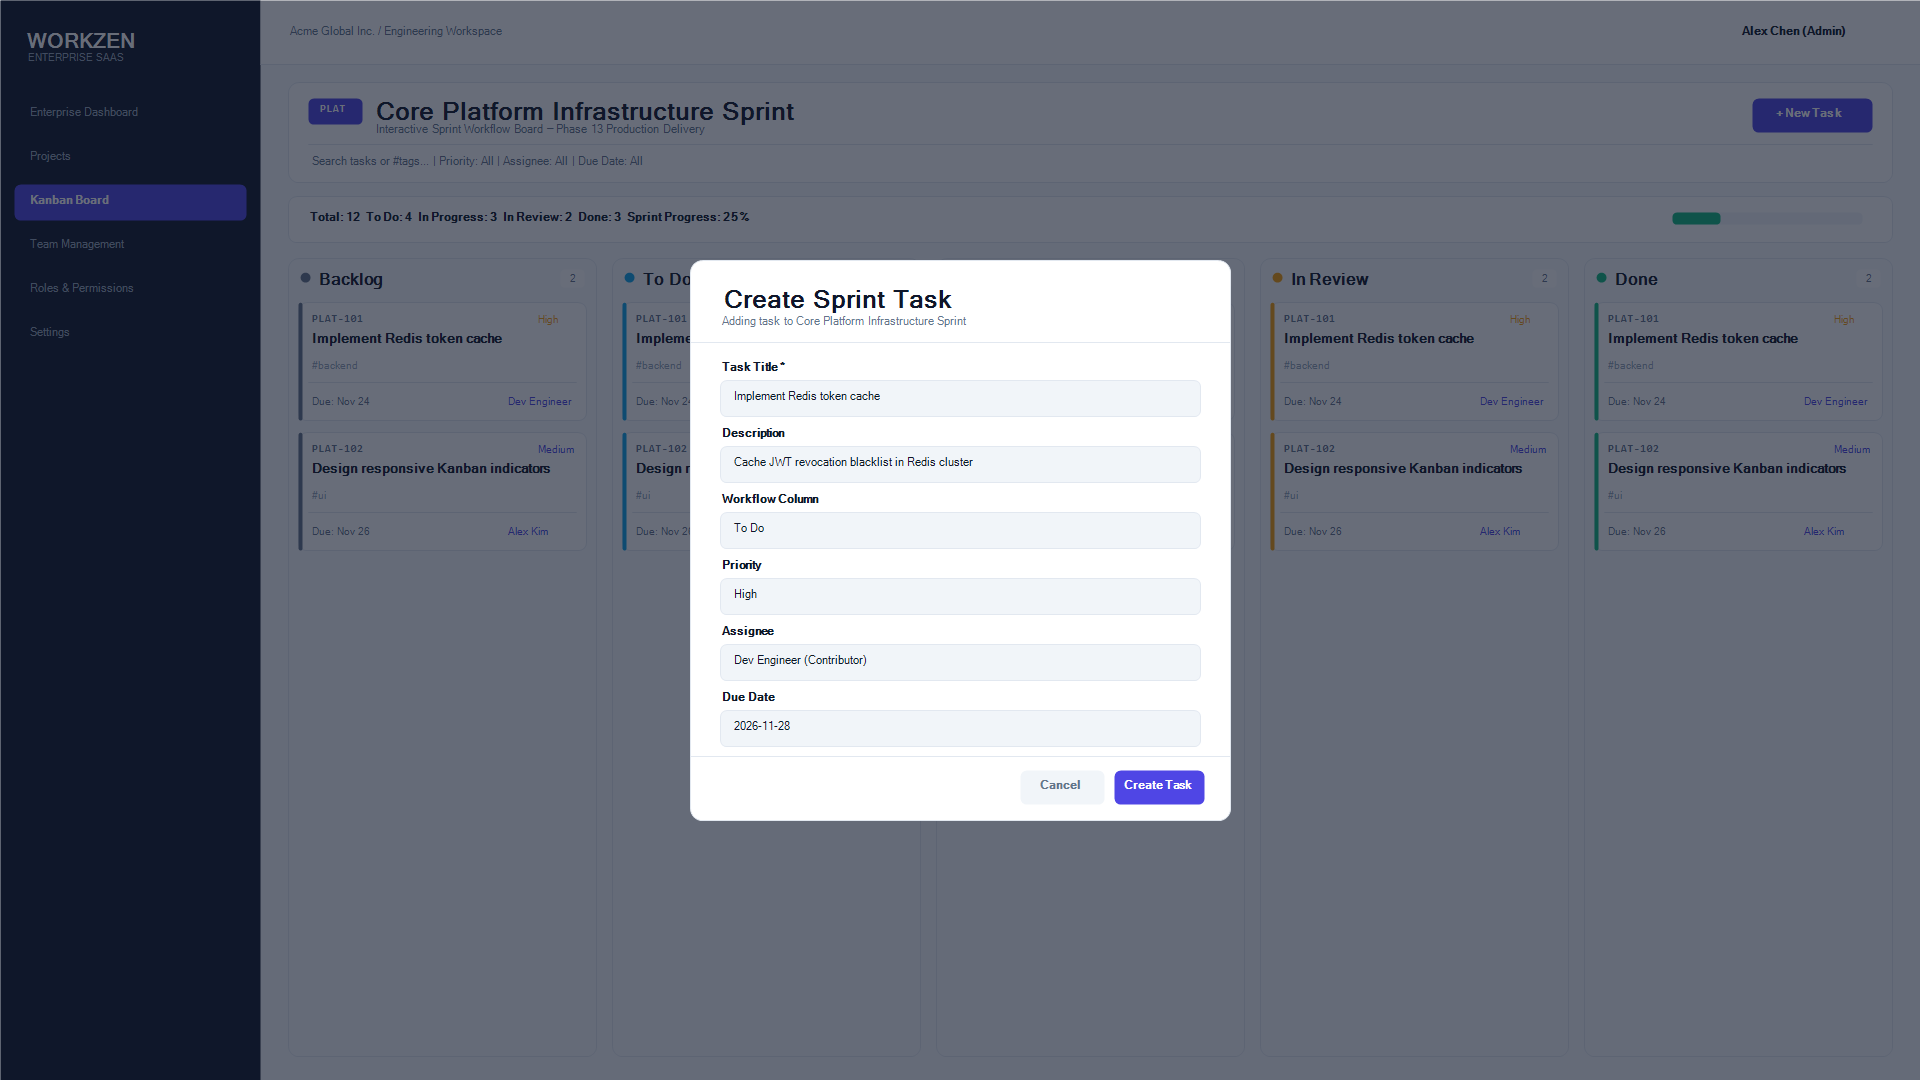 WORKZEN
ENTERPRISE SAAS
Enterprise Dashboard
Projects
Kanban Board
Team Management
Roles & Permissions
Settings
Acme Global Inc. / Engineering Workspace
Alex Chen (Admin)
PLAT
Core Platform Infrastructure Sprint
Interactive Sprint Workflow Board – Phase 13 Production Delivery
+ New Task
Search tasks or #tags... | Priority: All | Assignee: All | Due Date: All
Total: 12 To Do: 4 In Progress: 3 In Review: 2 Done: 3 Sprint Progress: 25%
Backlog
2
PLAT-101
High
Implement Redis token cache
#backend
Due: Nov 24
Dev Engineer
PLAT-102
Medium
Design responsive Kanban indicators
#ui
Due: Nov 26
Alex Kim
To Do
PLAT-101
#backend
PLAT-102
Design
#ui
Create Sprint Task
Adding task to Core Platform Infrastructure Sprint
Task Title *
Implement Redis token cache
Description
Cache JWT revocation blacklist in Redis cluster
Workflow Column
To Do
Priority
High
Assignee
Dev Engineer (Contributor)
Due Date
2026-11-28
Cancel
Create Task
In Review
2
PLAT-101
High
Implement Redis token cache
#backend
Due: Nov 24
Dev Engineer
PLAT-102
Medium
Design responsive Kanban indicators
#ui
Due: Nov 26
Alex Kim
Done
2
PLAT-101
High
Implement Redis token cache
#backend
Due: Nov 24
Dev Engineer
PLAT-102
Medium
Design responsive Kanban indicators
#ui
Due: Nov 26
Alex Kim